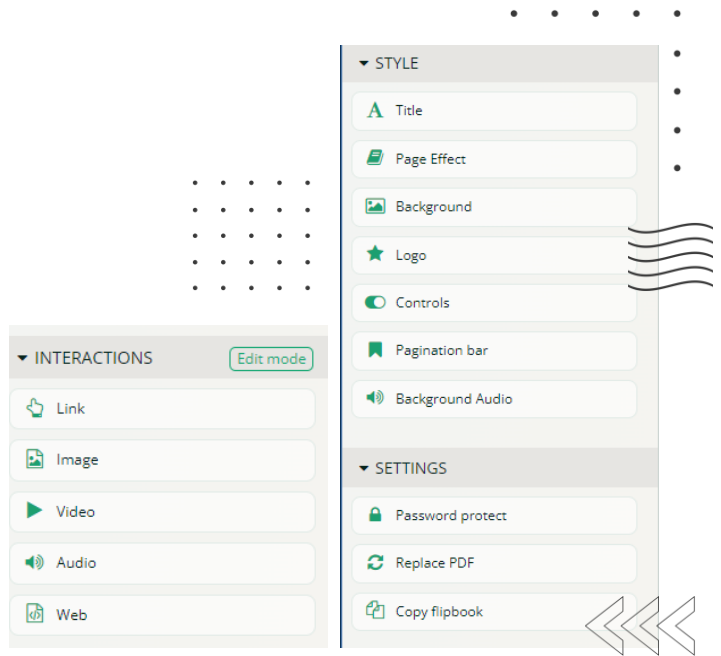 STYLE
Title
Page Effect
Background
Logo
Controls
Pagination bar
Background Audio
SETTINGS
Password protect
Replace PDF
Copy flipbook
INTERACTIONS Edit mode
Link
Image
Video
Audio
Web